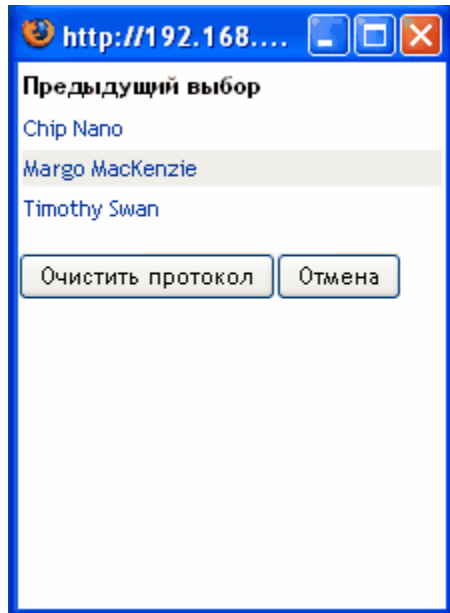 http://192.168....
Предыдущий выбор
Chip Nano
Margo MacKenzie
Timothy Swan
Очистить протокол Отмена